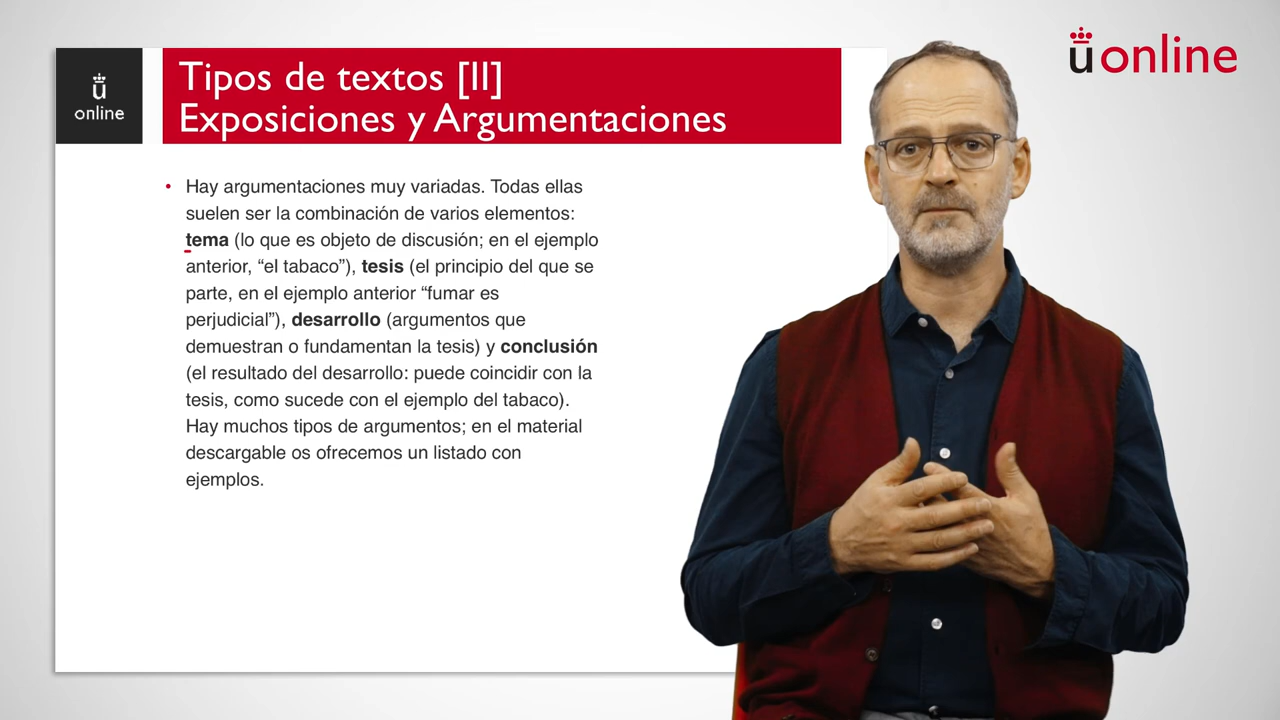 ū online
ū
online
Tipos de textos [II]
Exposiciones y Argumentaciones
• Hay argumentaciones muy variadas. Todas ellas
suelen ser la combinación de varios elementos:
tema (lo que es objeto de discusión; en el ejemplo
anterior, “el tabaco”), tesis (el principio del que se
parte, en el ejemplo anterior “fumar es
perjudicial”), desarrollo (argumentos que
demuestran o fundamentan la tesis) y conclusión
(el resultado del desarrollo: puede coincidir con la
tesis, como sucede con el ejemplo del tabaco).
Hay muchos tipos de argumentos; en el material
descargable os ofrecemos un listado con
ejemplos.